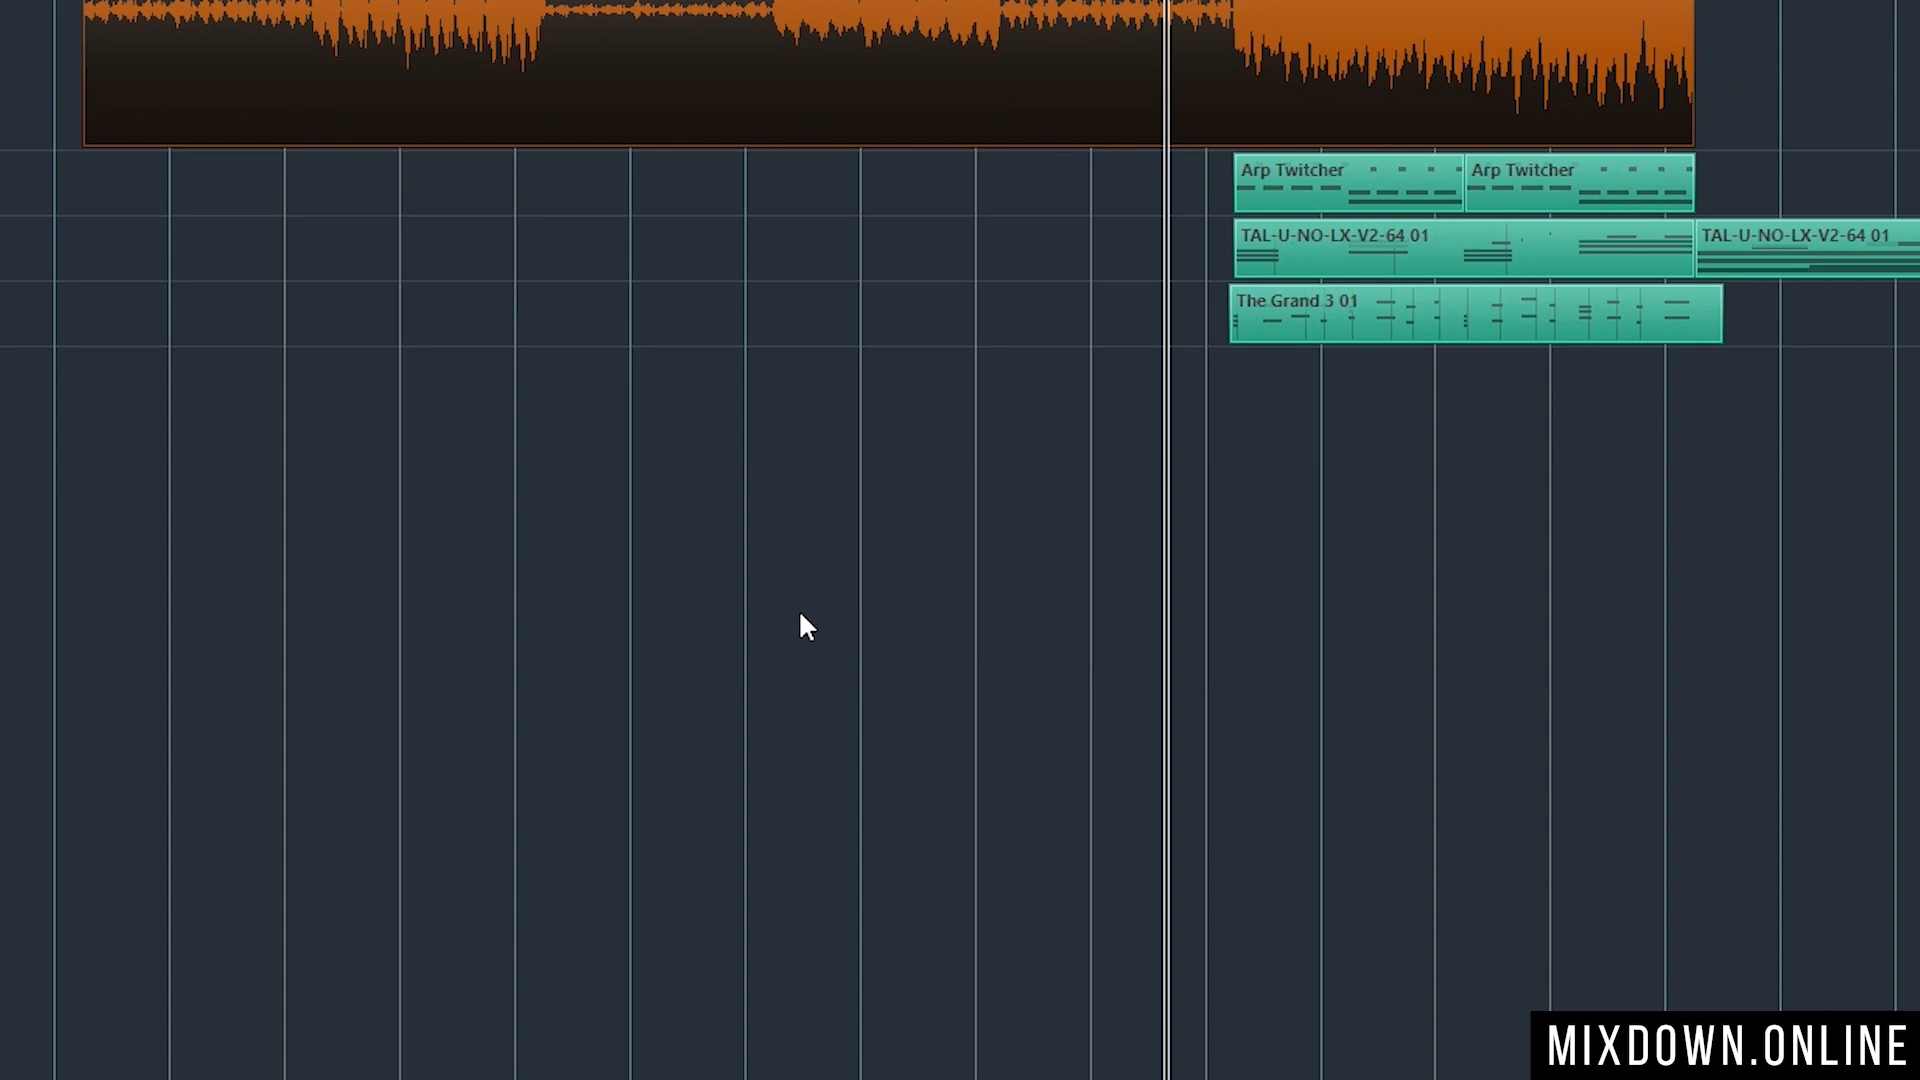 Arp Twitcher Arp Twitcher
TAL-U-NO-LX-V2-64 01 TAL-U-NO-LX-V2-64 01
The Grand 3 01
MIXDOWN.ONLINE